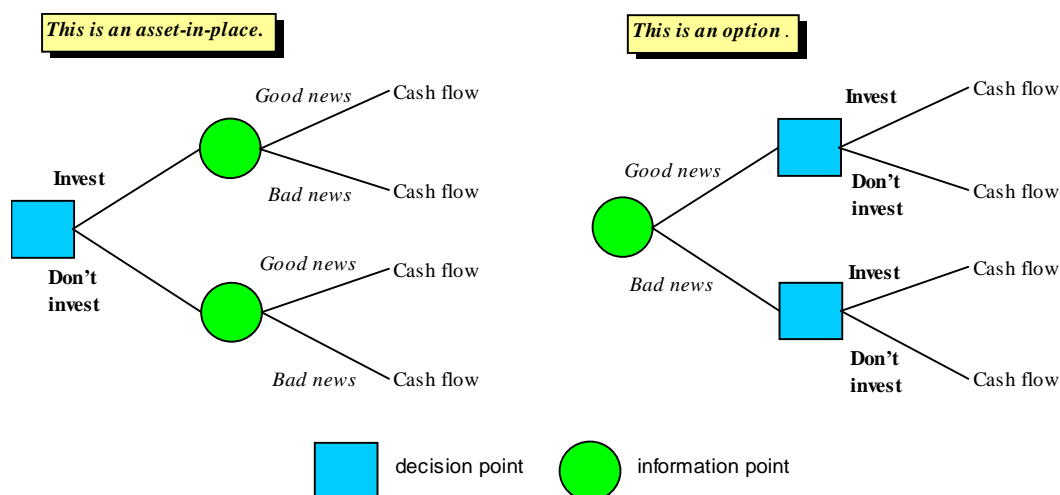 This is an asset-in-place.
Good news
Cash flow
Invest
Bad news
Cash flow
Don't
invest
Good news
Cash flow
Bad news
Cash flow
This is an option .
Invest
Cash flow
Good news
Don't
invest
Cash flow
Bad news
Invest
Cash flow
Don't
invest
Cash flow
decision point
information point